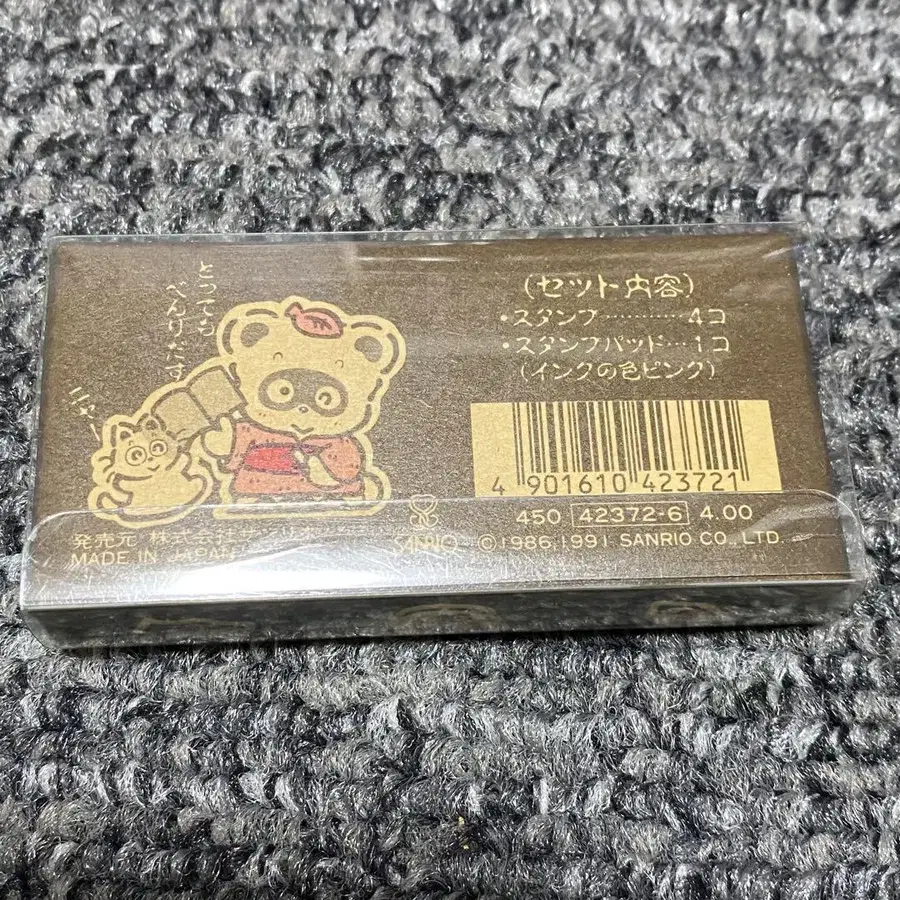 とっても
べんりだす
ニャー
(セット内容)
・スタンプ…………4コ
・スタンプパッド…1コ
(インクの色ピンク)
4 901610 423721
450 42372-6 4.00
発売元 株式会社サンリオ
MADE IN JAPAN
SANRIO
©1986,1991 SANRIO CO., LTD.